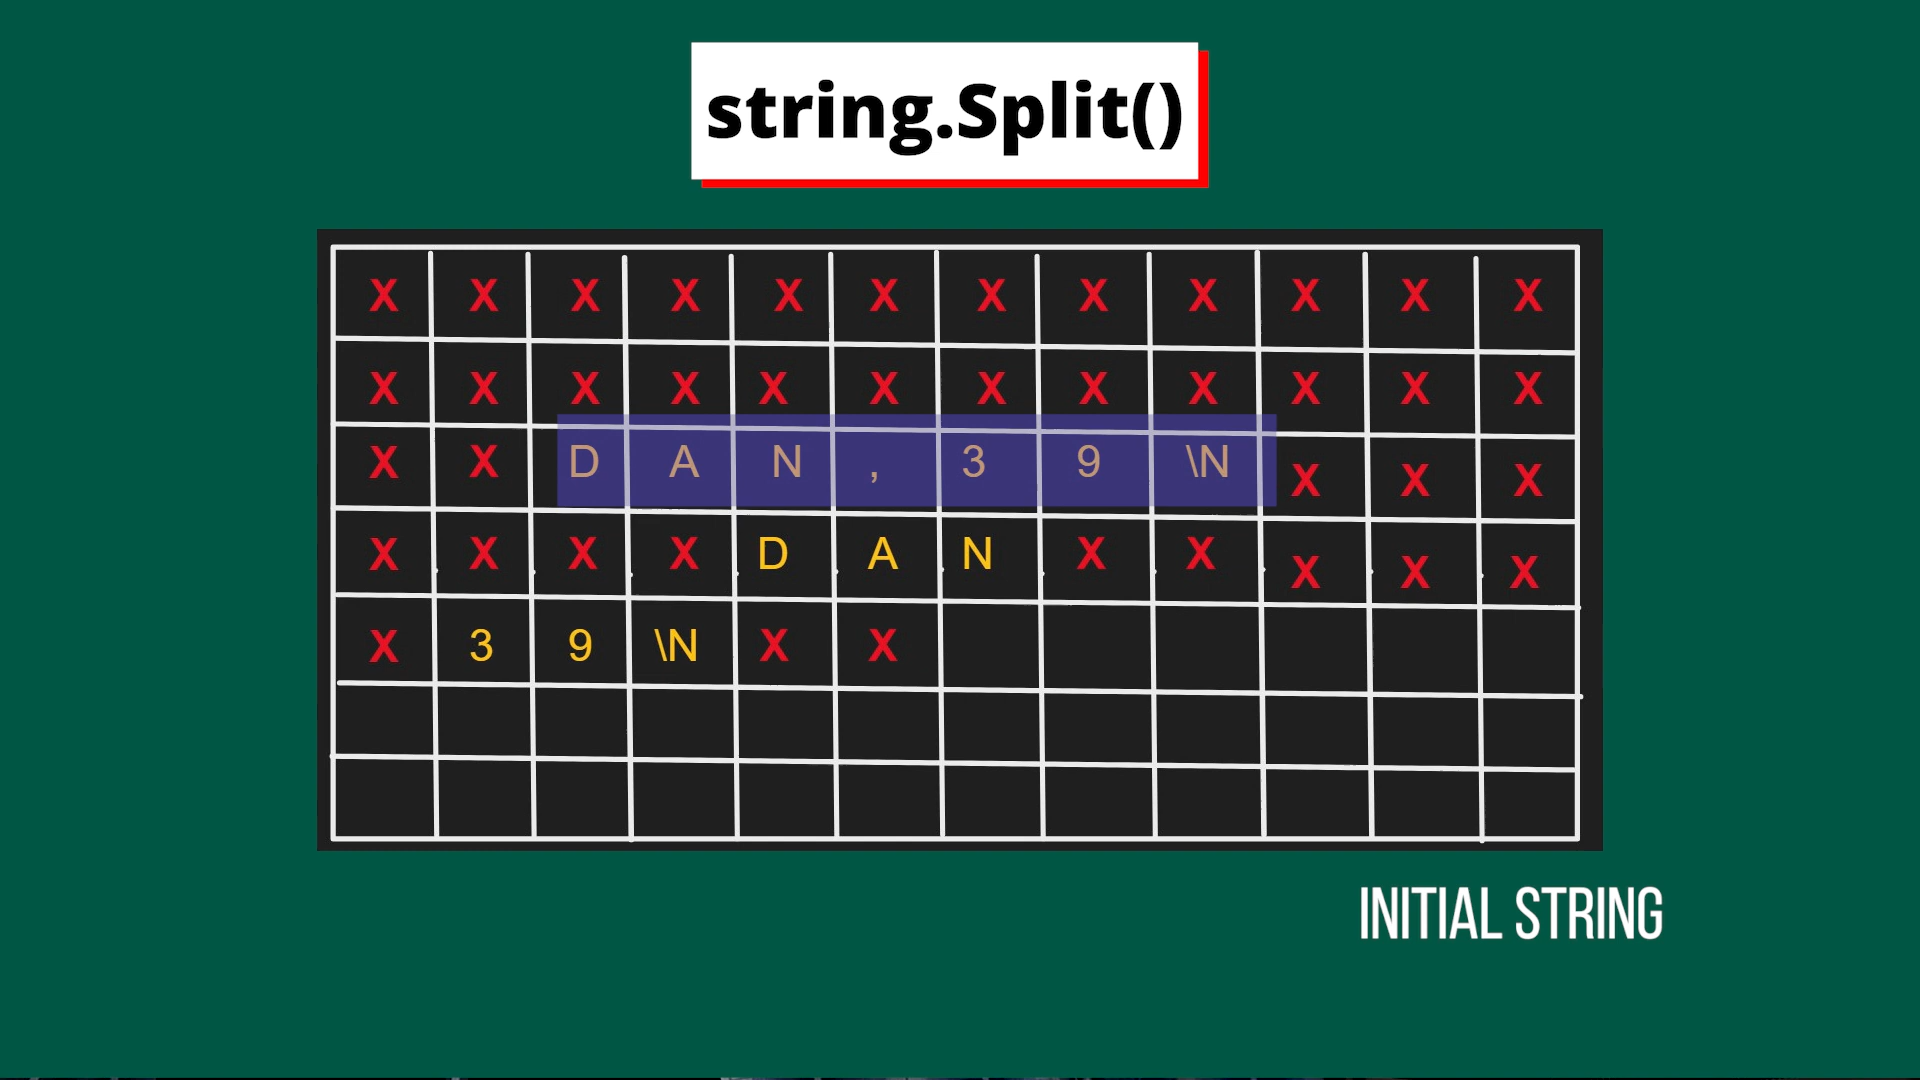 string.Split()
X X X X X X X X X X X X
X X X X X X X X X X X X
X X D A N , 3 9 \N X X X
X X X X D A N X X X X X
X 3 9 \N X X
INITIAL STRING